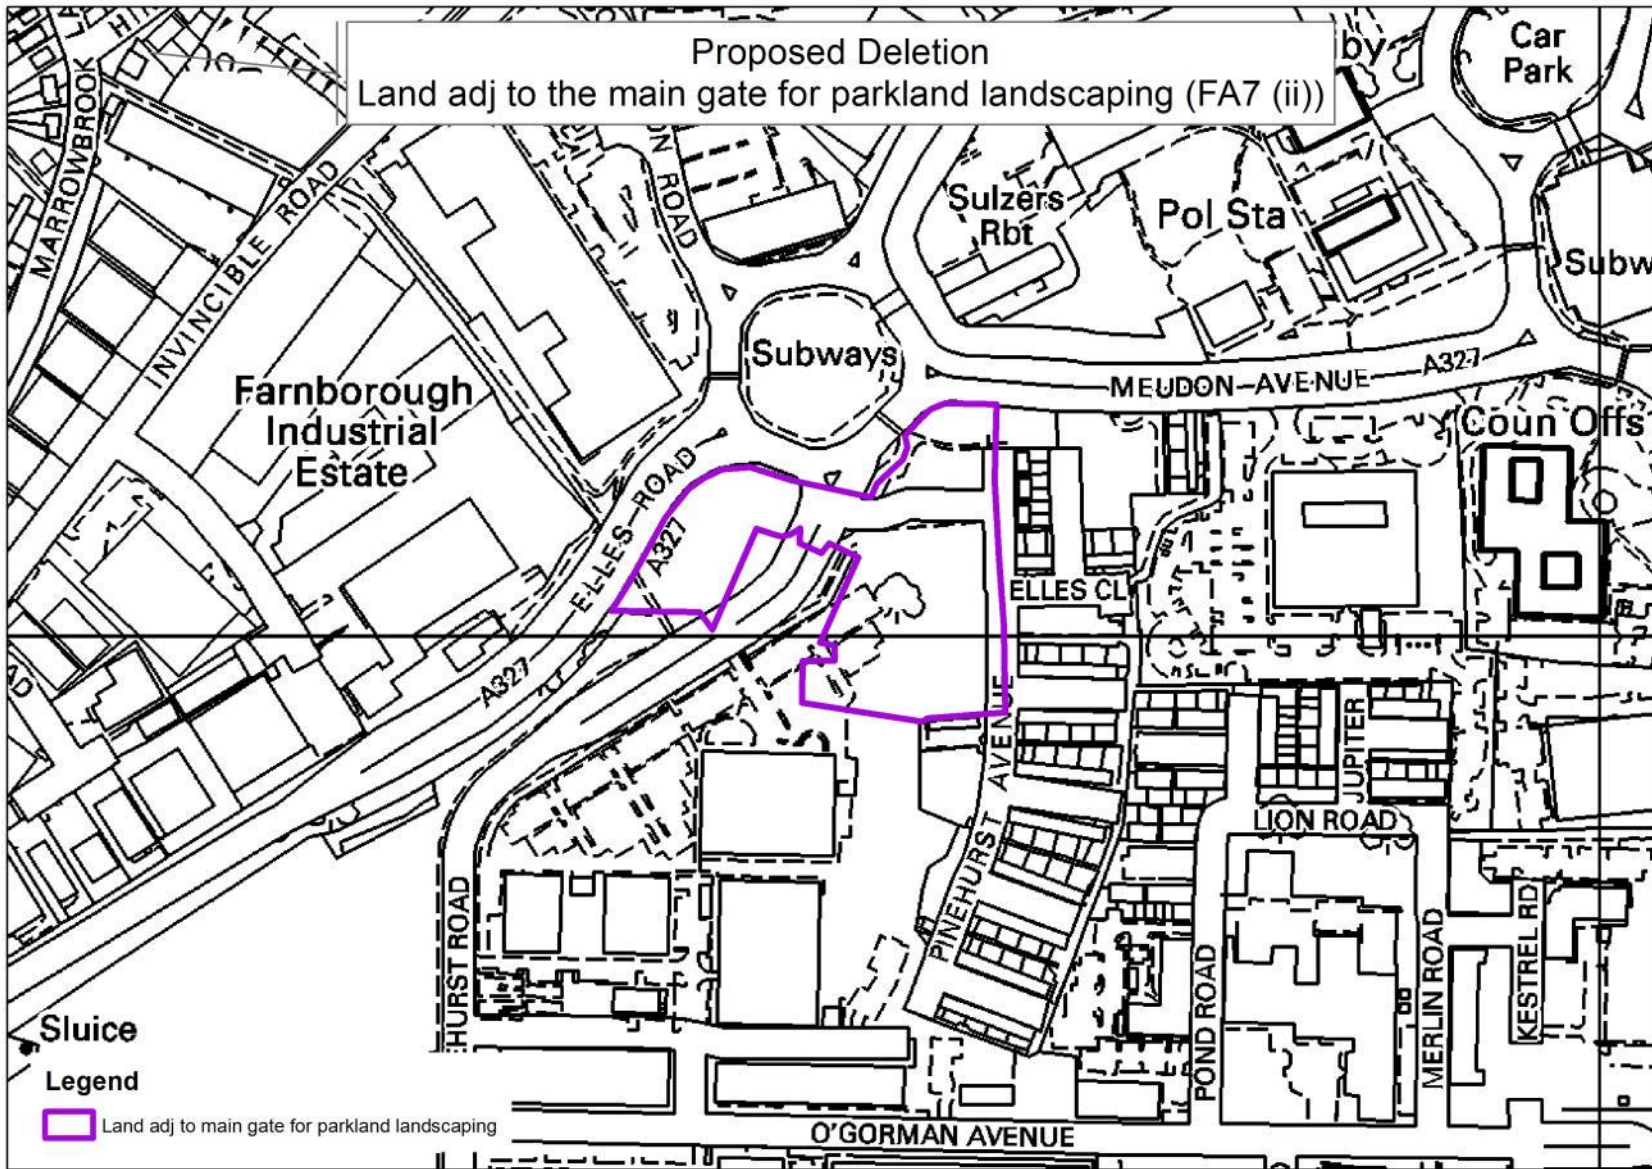 Proposed Deletion
Land adj to the main gate for parkland landscaping (FA7 (ii))
by
Car
Park
MARROWBROOK
INVINCIBLE ROAD
ROAD
Sulzers
Rbt
Pol Sta
Subw
Subways
MEUDON AVENUE
A327
Farnborough
Industrial
Estate
Coun Offs
ELLES ROAD
A327
ELLES CL
A327
PINEHURST AVENUE
JUPITER
LION ROAD
HURST ROAD
POND ROAD
MERLIN ROAD
KESTREL RD
Sluice
Legend
Land adj to main gate for parkland landscaping
O'GORMAN AVENUE